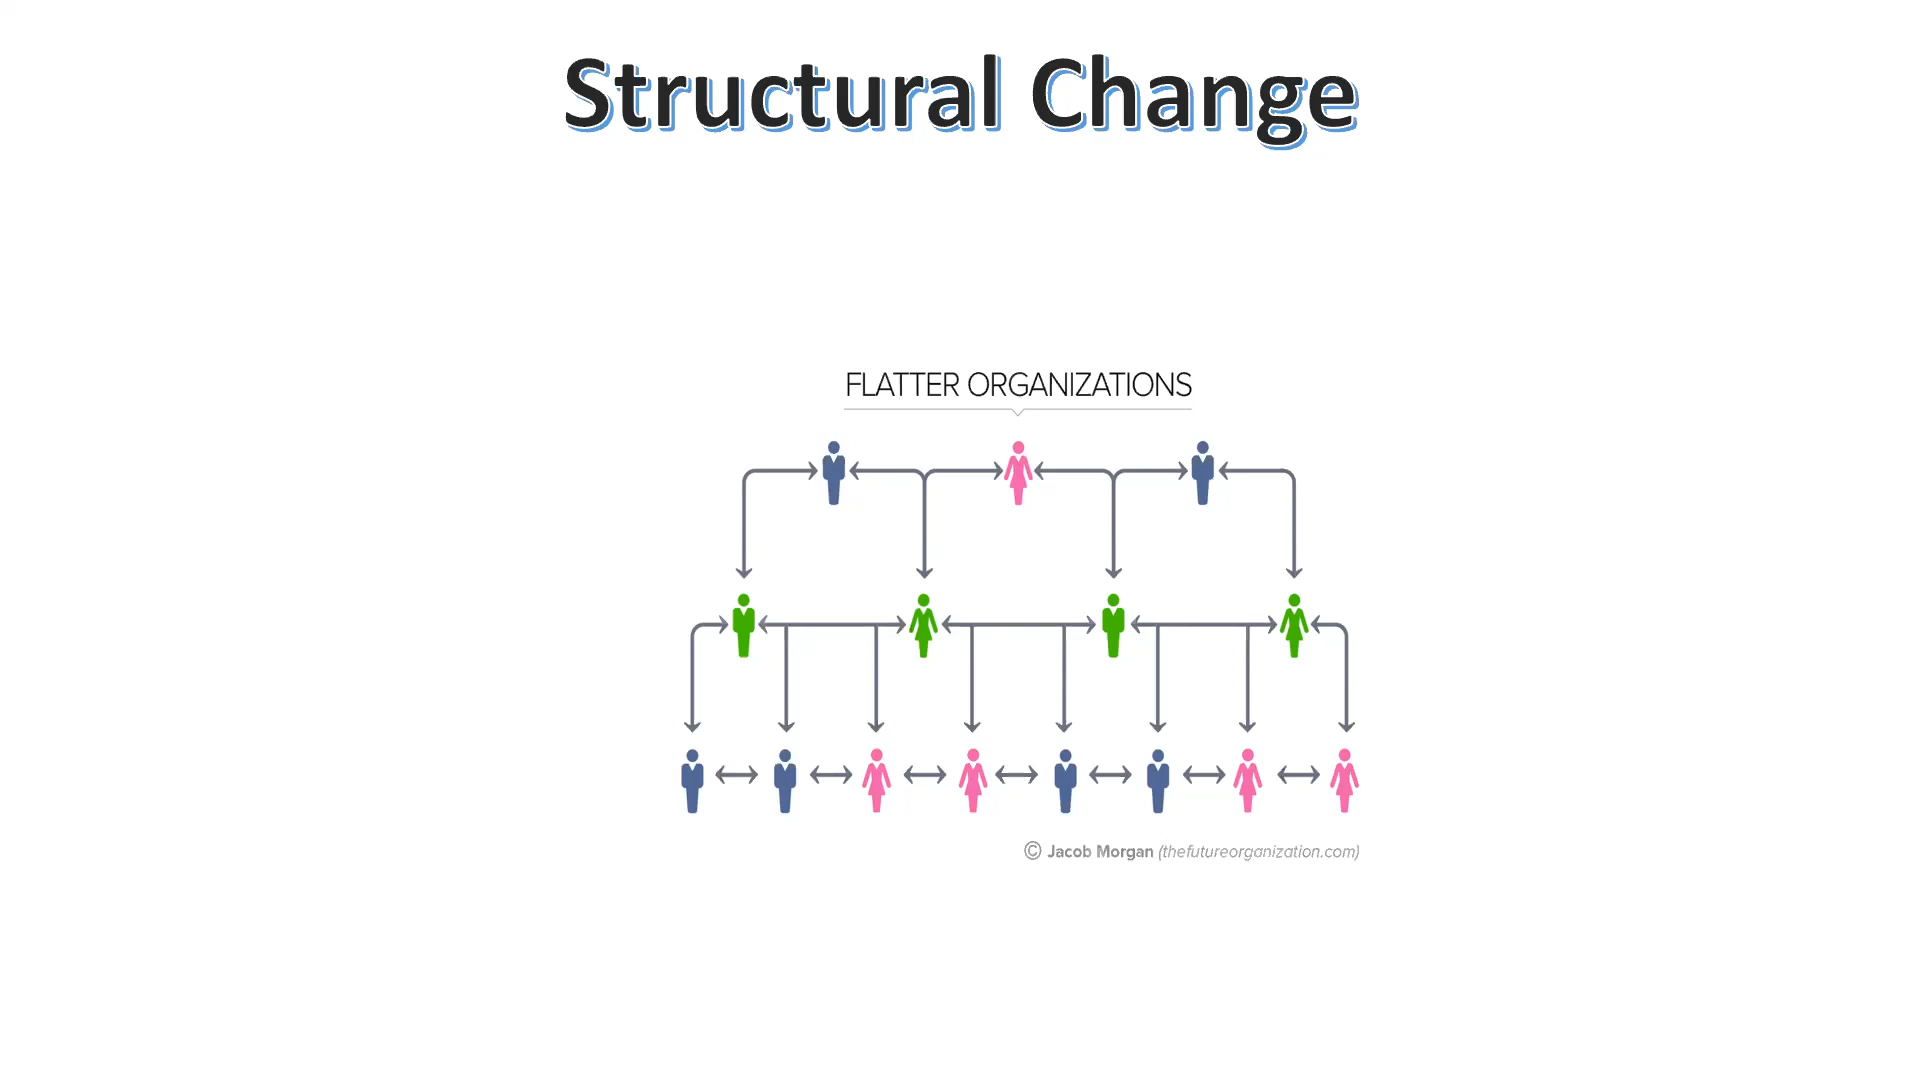 Structural Change
FLATTER ORGANIZATIONS
© Jacob Morgan (thefutureorganization.com)